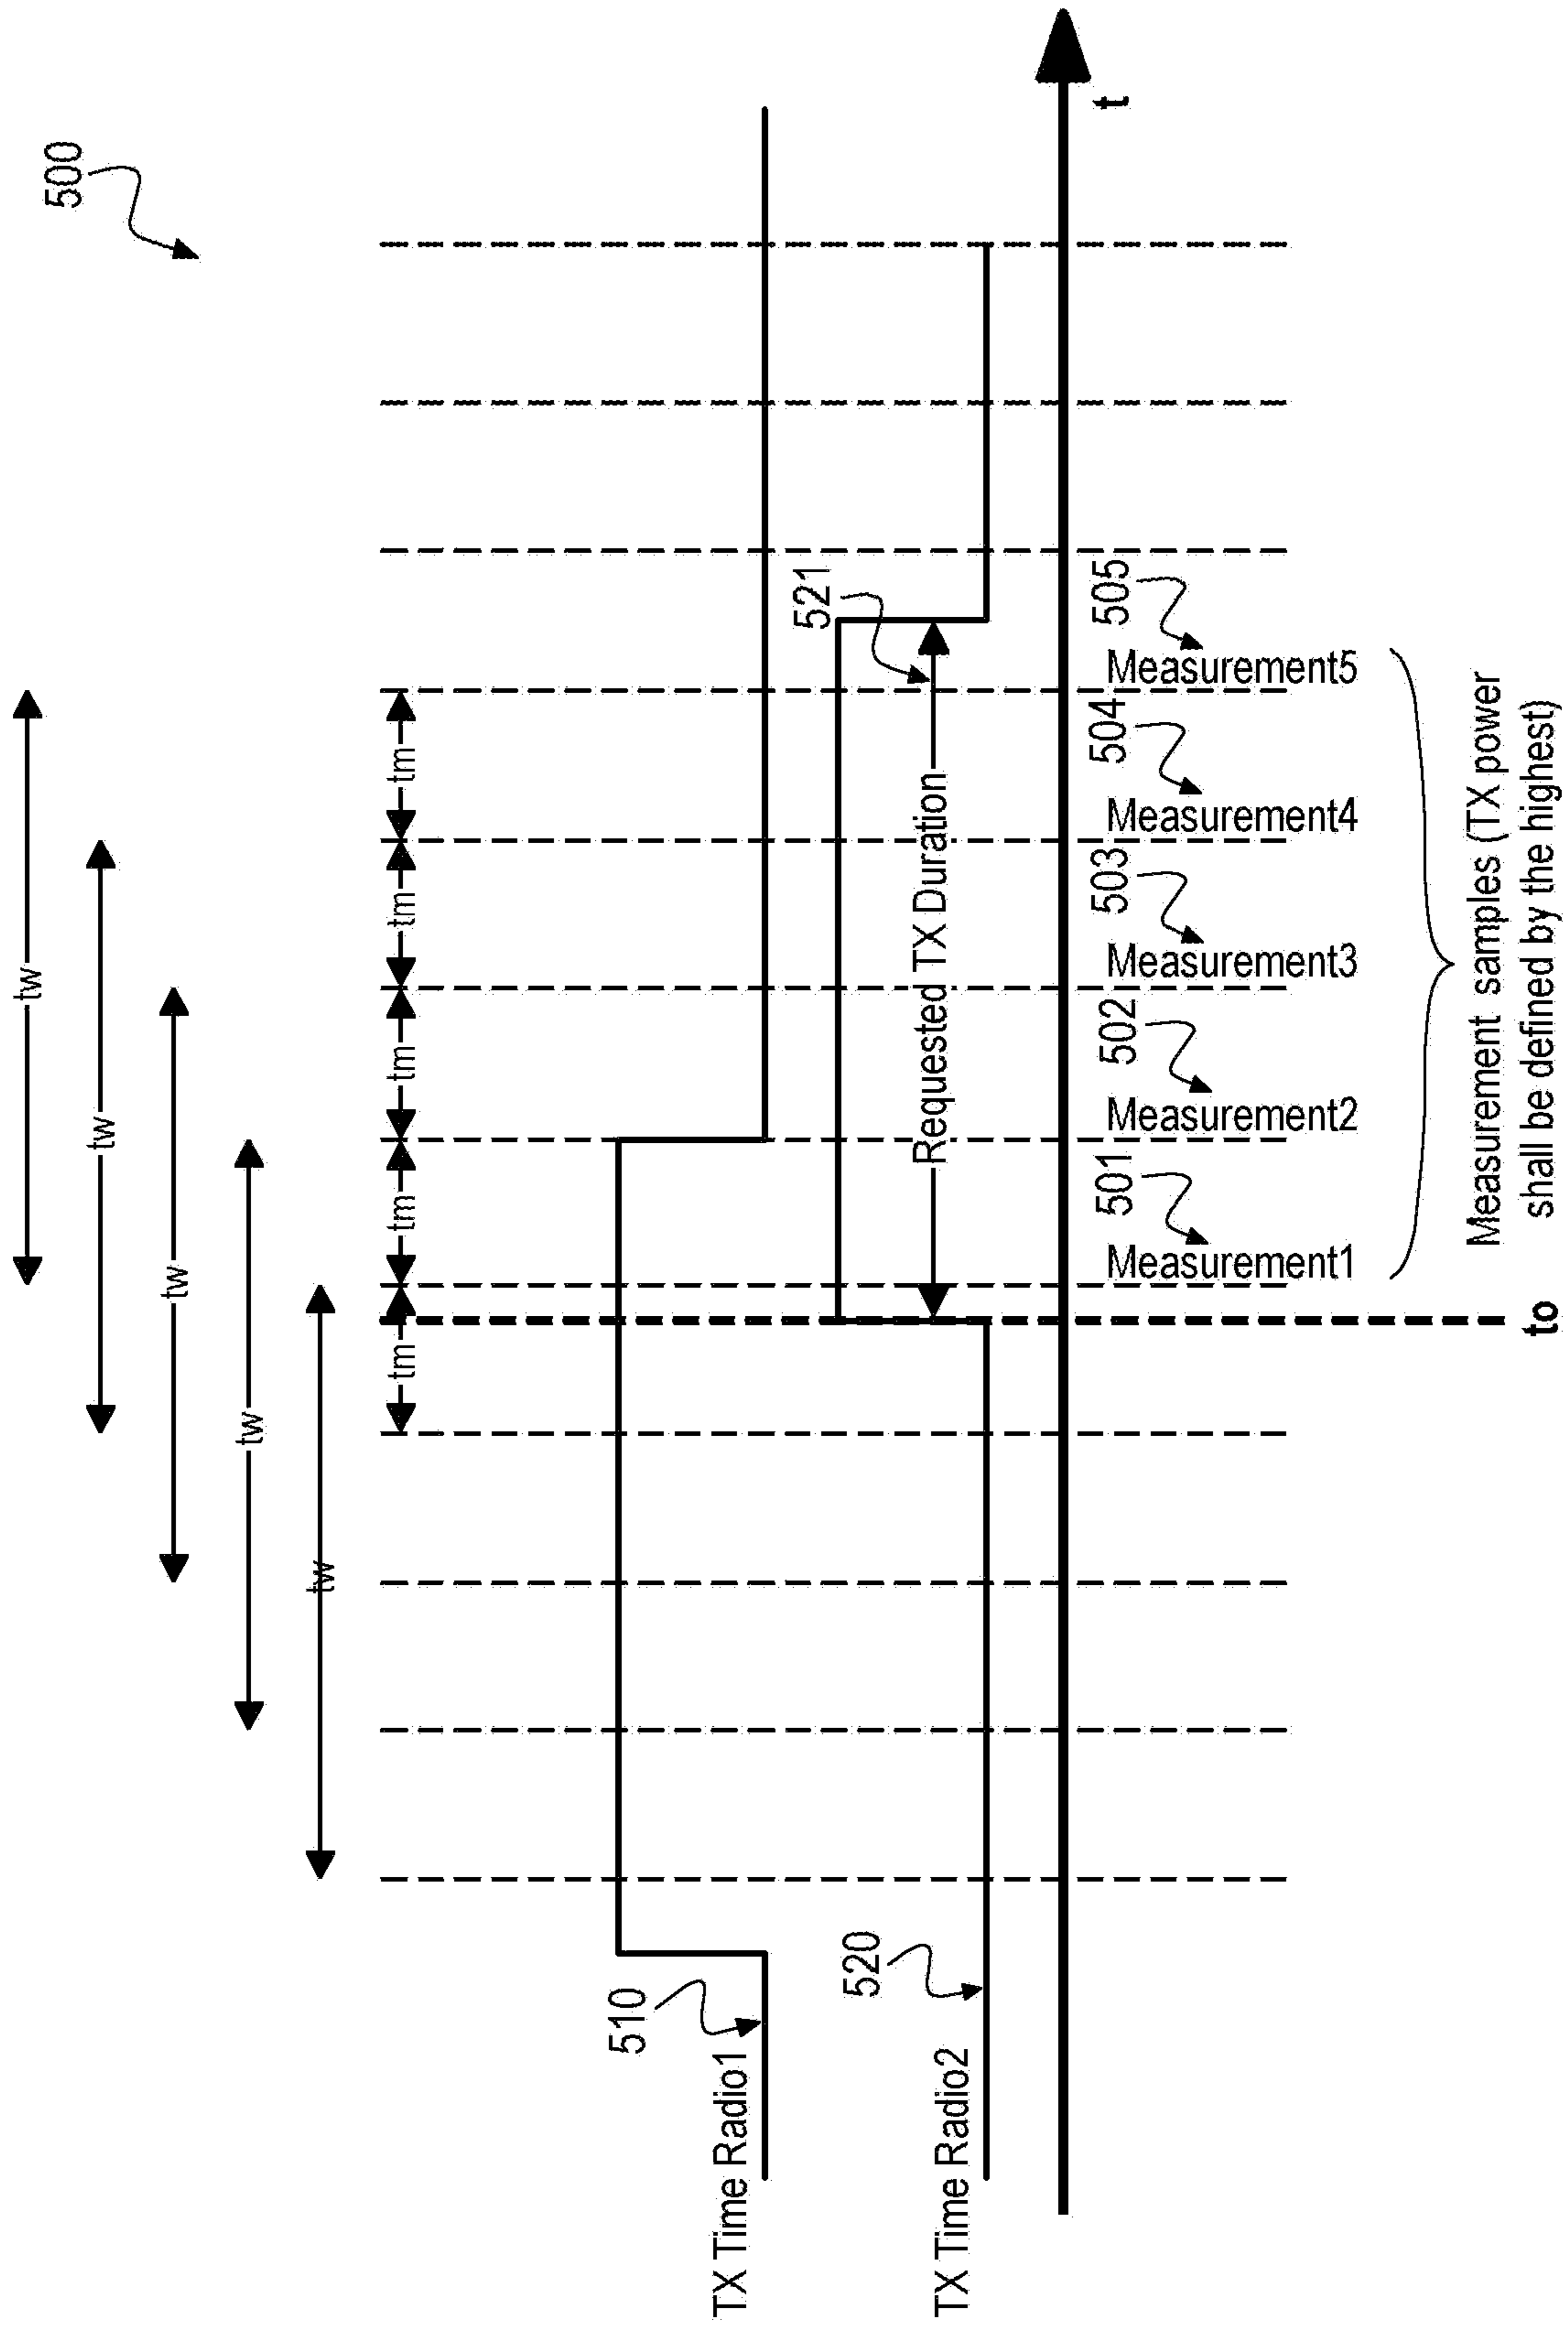 500
tw
tw
tw
tw
tw
tm
tm
tm
tm
tm
510
TX Time Radio1
520
TX Time Radio2
521
Requested TX Duration
t
501
502
503
504
505
Measurement1
Measurement2
Measurement3
Measurement4
Measurement5
Measurement samples (TX power
shall be defined by the highest)
to